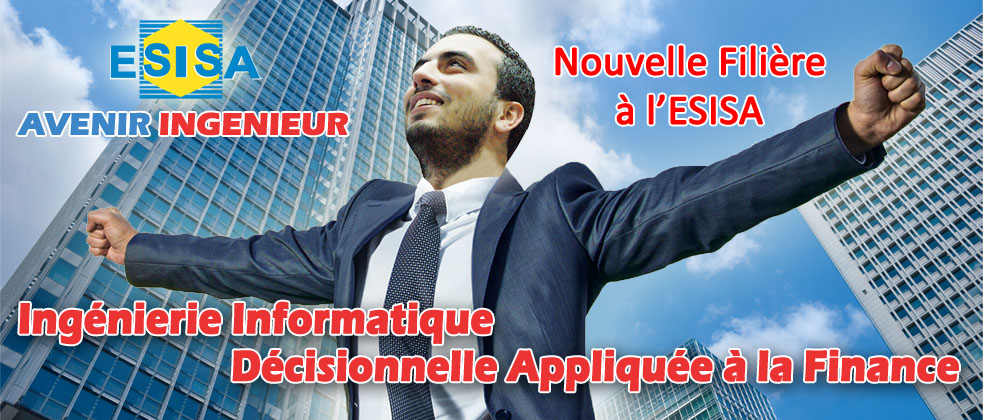 ESISA
AVENIR INGENIEUR
Nouvelle Filière
à l'ESISA
Ingénierie Informatique
Décisionnelle Appliquée à la Finance